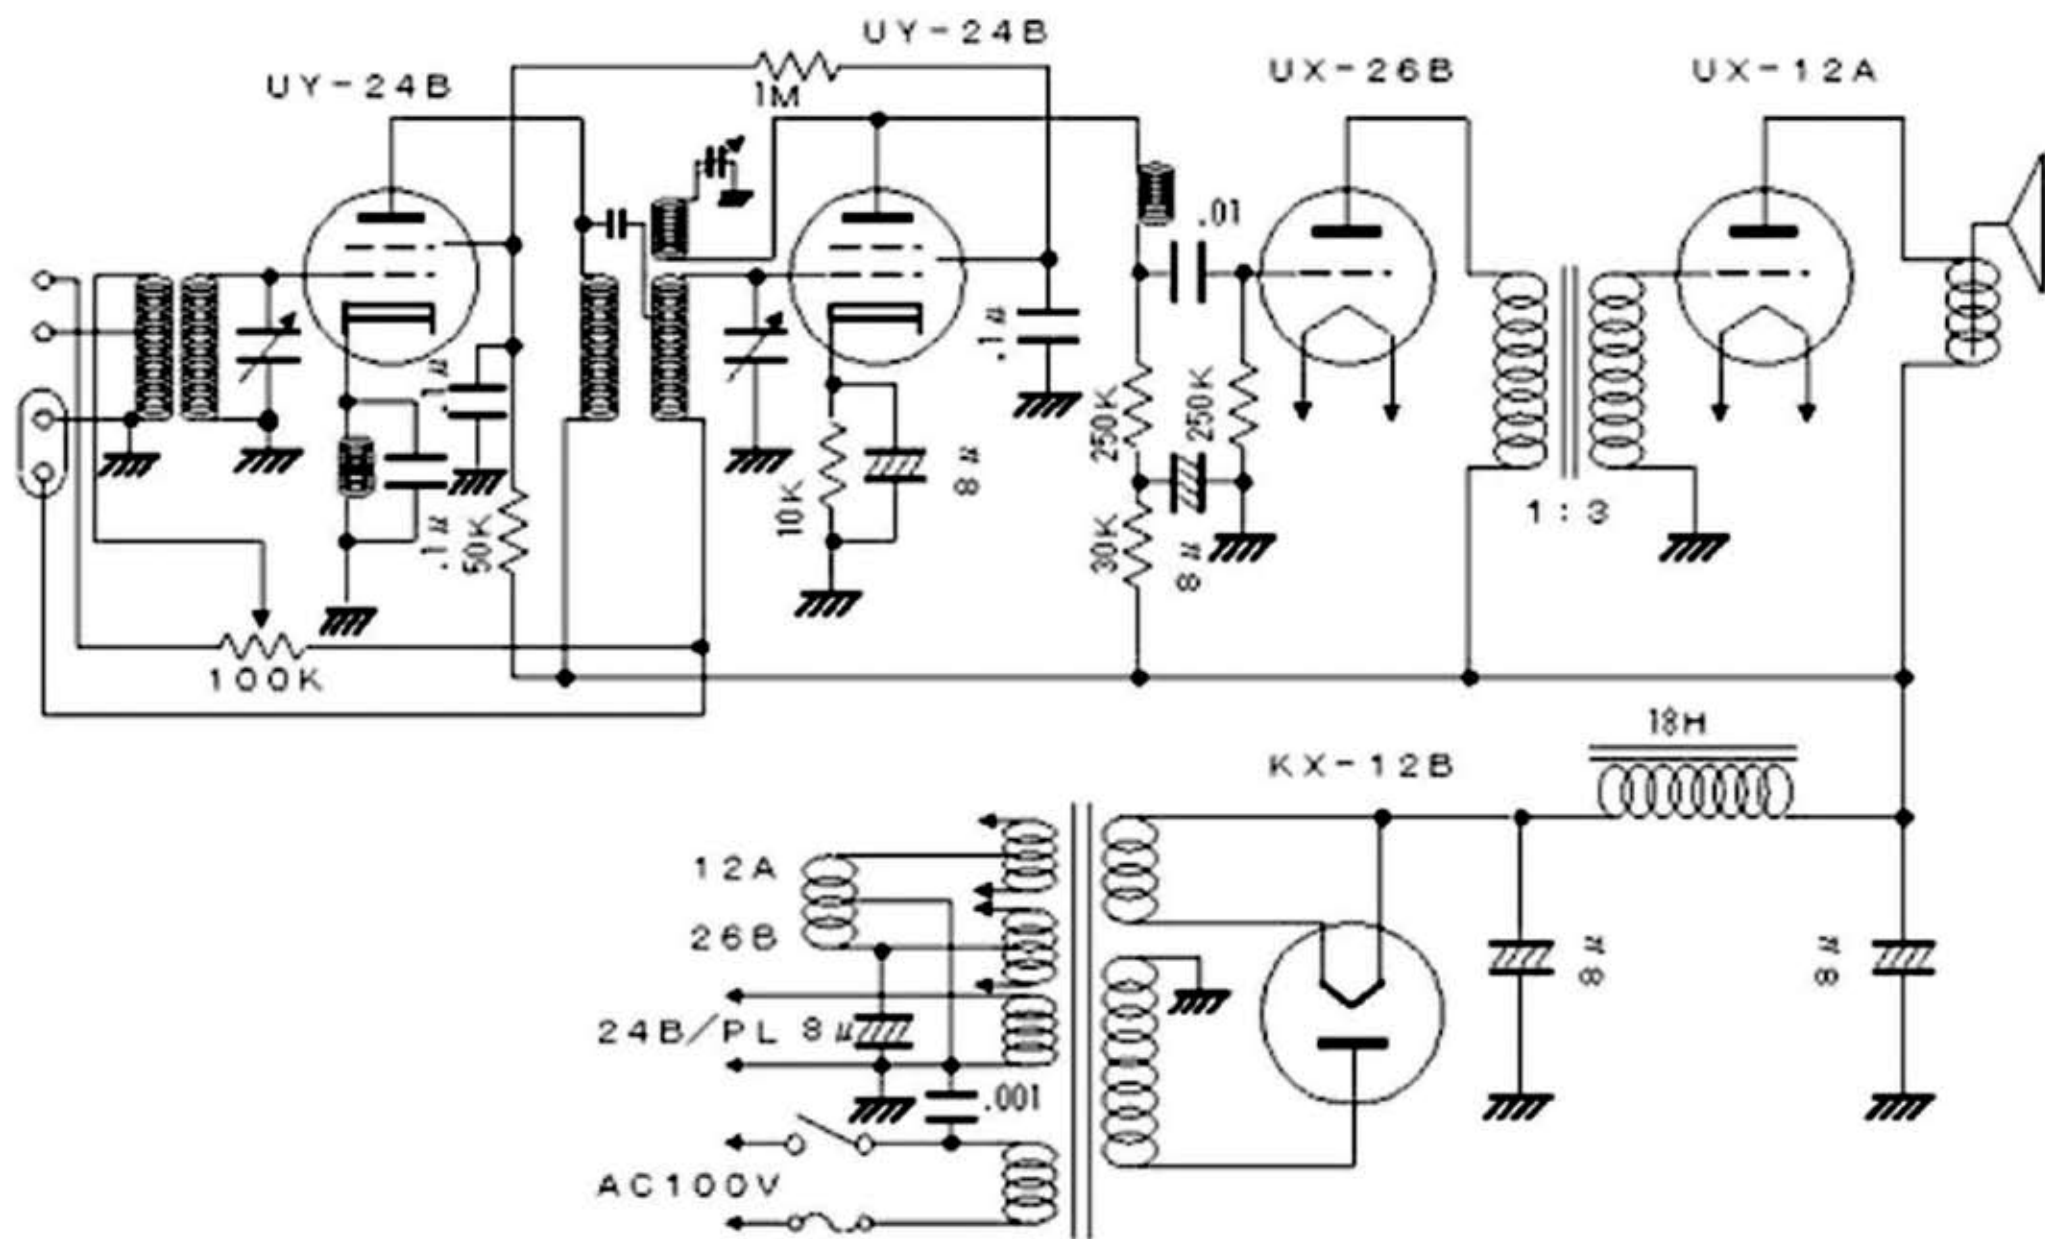 UY-24B
UY-24B
UX-26B
UX-12A
1M
.01
.1μ
.1μ
.1μ
50K
10K
8μ
250K
250K
30K
8μ
1:3
100K
18H
KX-12B
12A
26B
24B/PL
8μ
8μ
8μ
.001
AC100V